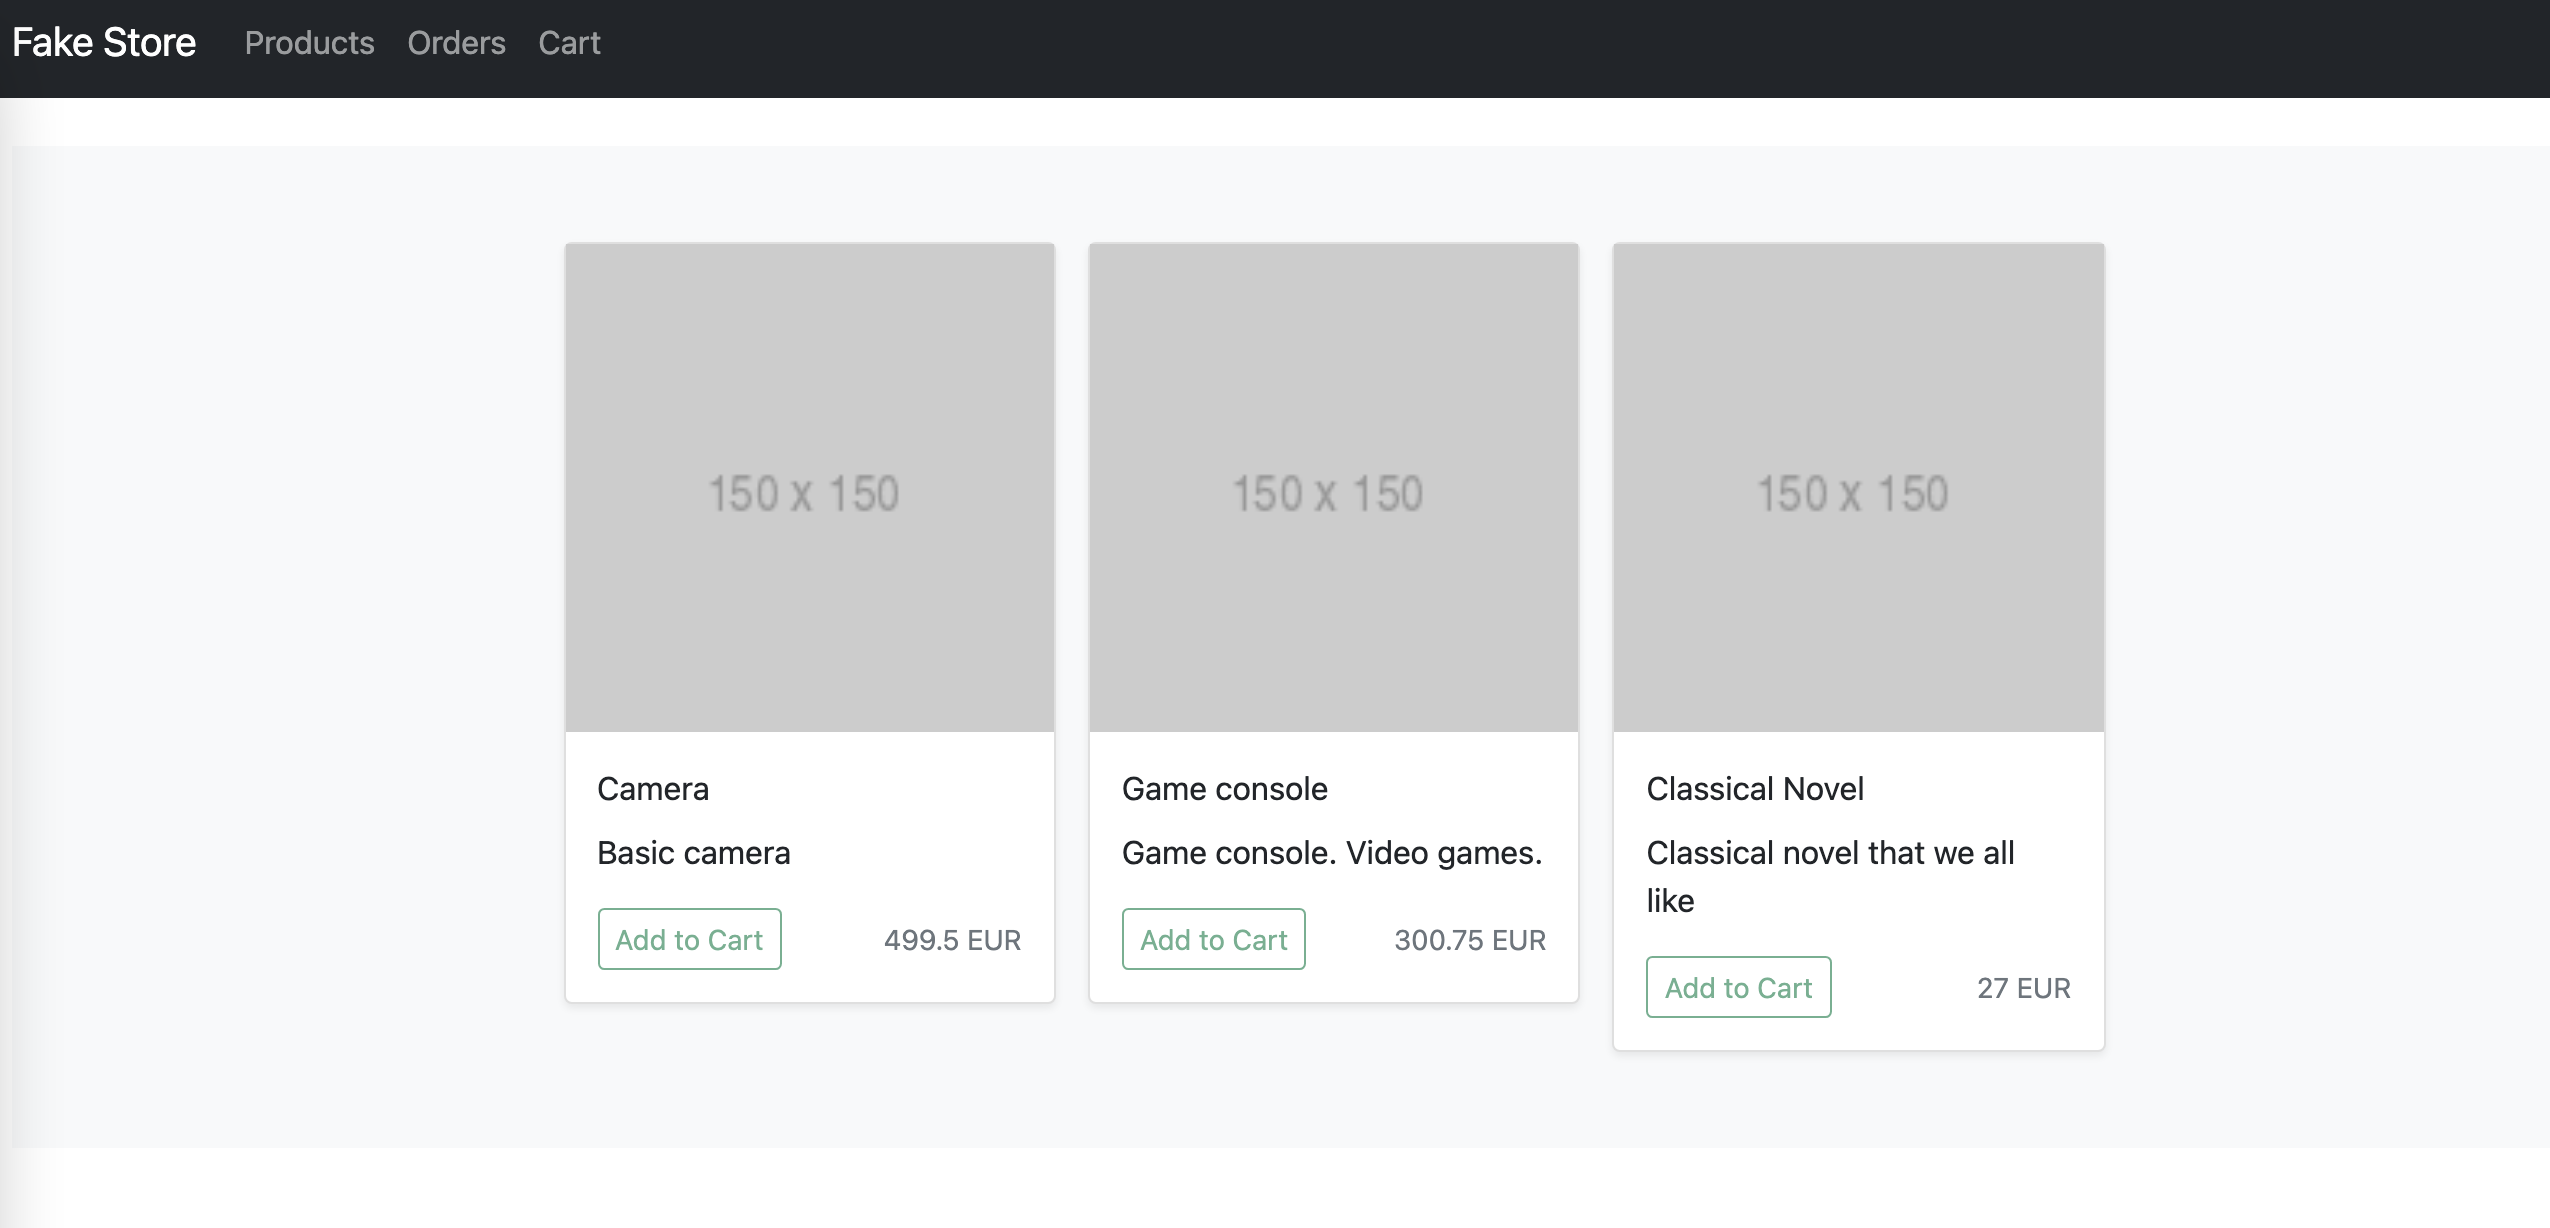 Fake Store Products Orders Cart
150 x 150
150 x 150
150 x 150
Camera
Basic camera
Add to Cart 499.5 EUR
Game console
Game console. Video games.
Add to Cart 300.75 EUR
Classical Novel
Classical novel that we all
like
Add to Cart 27 EUR